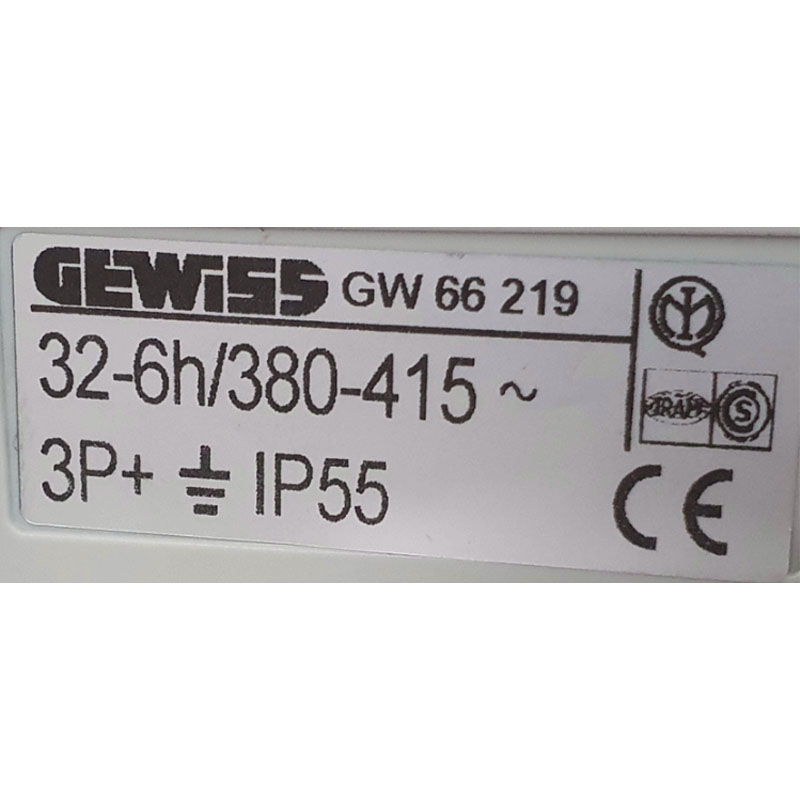 GEWiSS GW 66 219
32-6h/380-415 ~
3P+ ⏚ IP55
S
CE